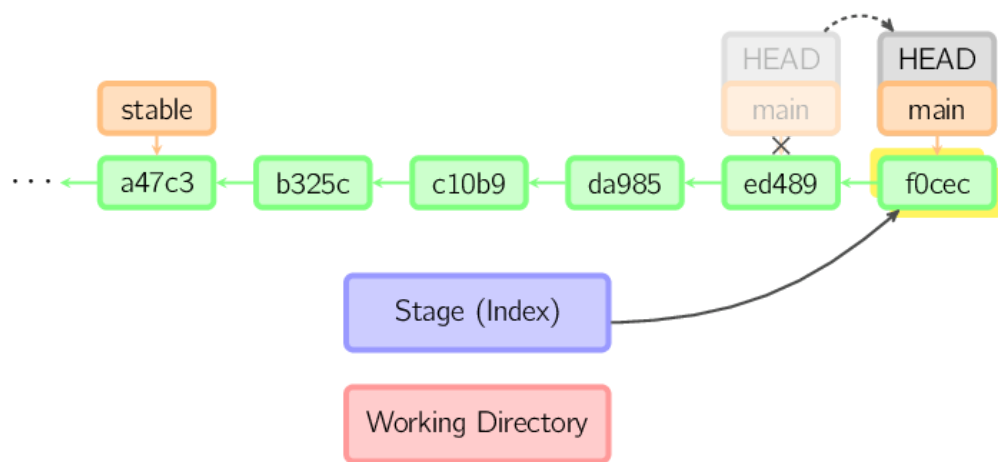 HEAD HEAD
stable main main
... a47c3 b325c c10b9 da985 ed489 f0cec
Stage (Index)
Working Directory